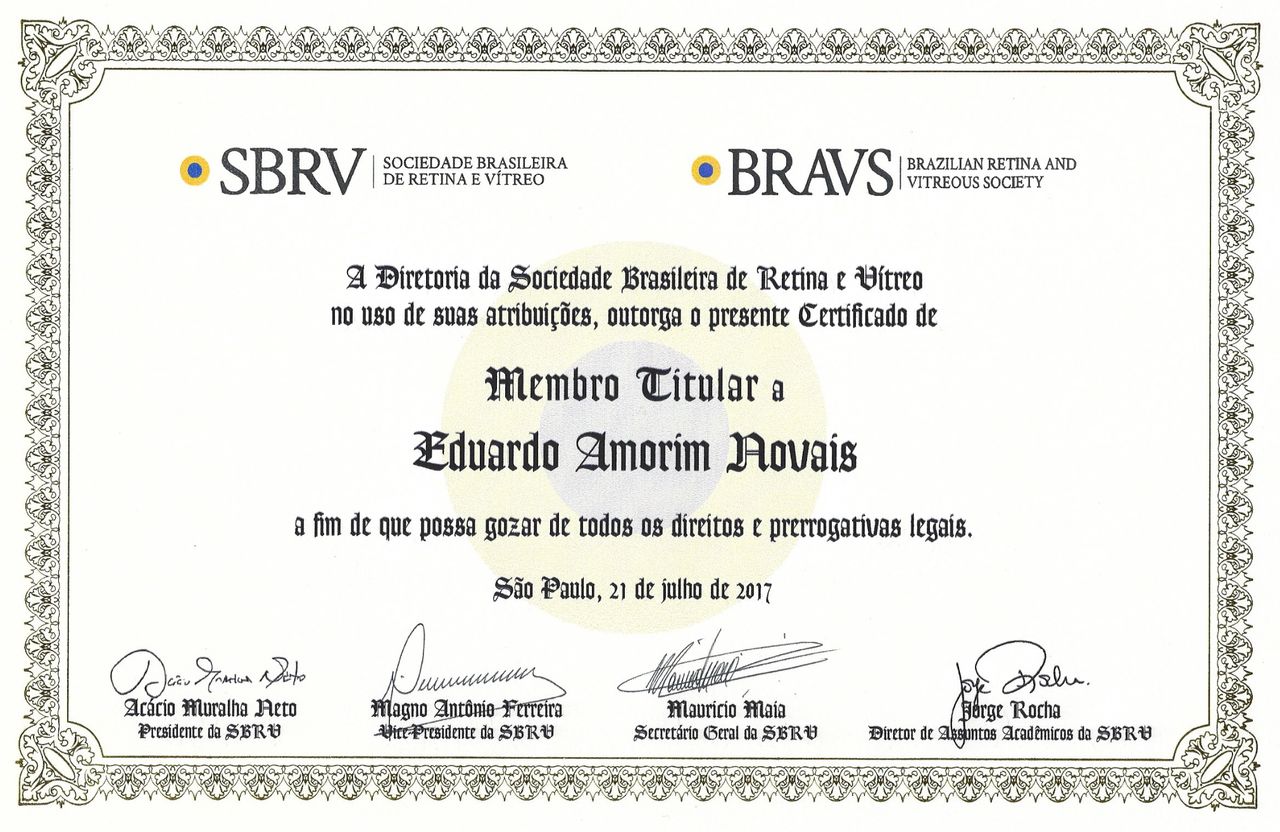 SBRV SOCIEDADE BRASILEIRA
DE RETINA E VÍTREO
BRAVS BRAZILIAN RETINA AND
VITREOUS SOCIETY
A Diretoria da Sociedade Brasileira de Retina e Vítreo
no uso de suas atribuições, outorga o presente Certificado de
Membro Titular a
Eduardo Amorim Novais
a fim de que possa gozar de todos os direitos e prerrogativas legais.
São Paulo, 21 de julho de 2017
Acácio Muralha Neto
Presidente da SBRV
Magno Antônio Ferreira
Vice-Presidente da SBRV
Mauricio Maia
Secretário Geral da SBRV
Jorge Rocha
Diretor de Assuntos Acadêmicos da SBRV